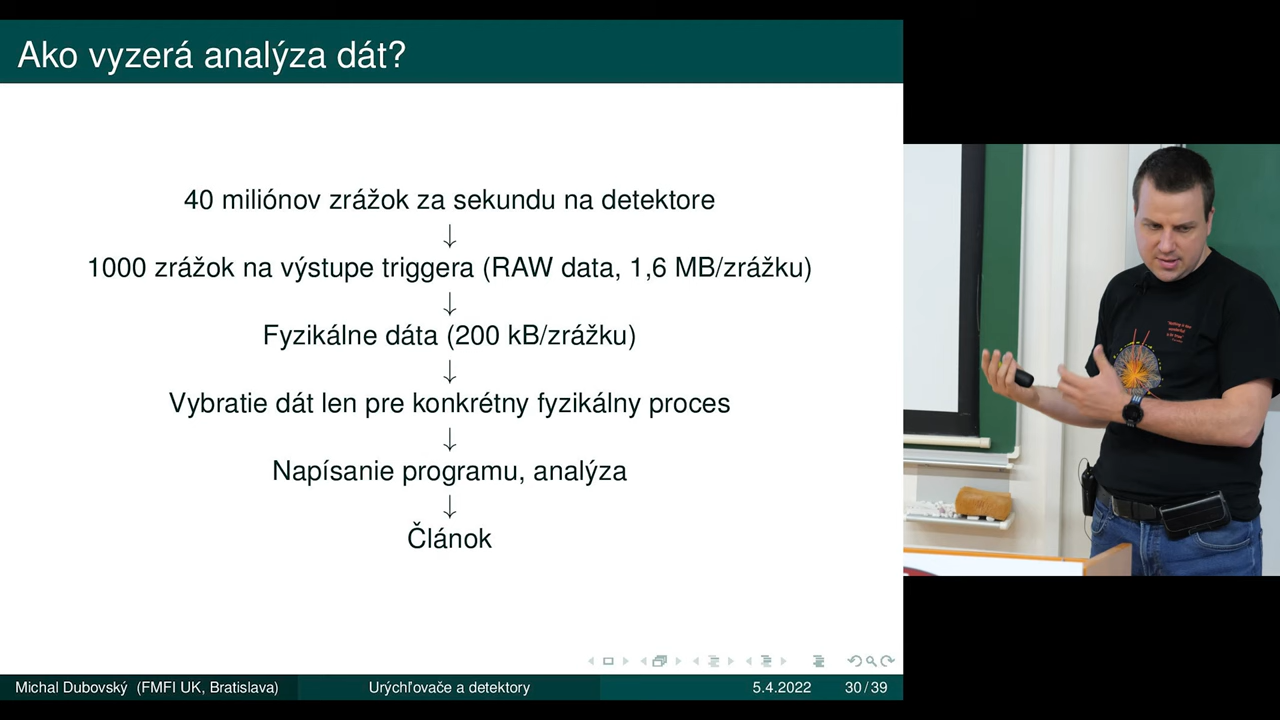 Ako vyzerá analýza dát?
40 miliónov zrážok za sekundu na detektore
↓
1000 zrážok na výstupe triggera (RAW data, 1,6 MB/zrážku)
↓
Fyzikálne dáta (200 kB/zrážku)
↓
Vybratie dát len pre konkrétny fyzikálny proces
↓
Napísanie programu, analýza
↓
Článok
Michal Dubovský (FMFI UK, Bratislava) Urýchľovače a detektory 5.4.2022 30/39